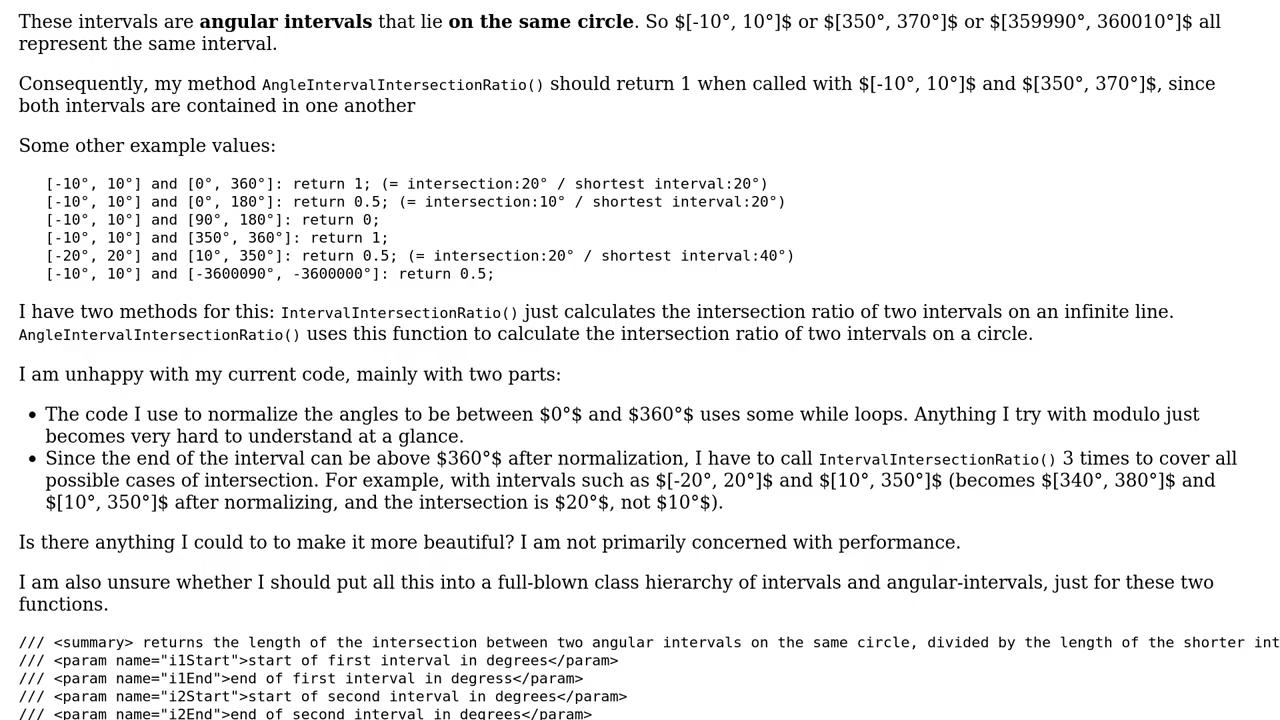 These intervals are angular intervals that lie on the same circle. So $[-10°, 10°]$ or $[350°, 370°]$ or $[359990°, 360010°]$ all
represent the same interval.
Consequently, my method AngleIntervalIntersectionRatio() should return 1 when called with $[-10°, 10°]$ and $[350°, 370°]$, since
both intervals are contained in one another
Some other example values:
[-10°, 10°] and [0°, 360°]: return 1; (= intersection:20° / shortest interval:20°)
[-10°, 10°] and [0°, 180°]: return 0.5; (= intersection:10° / shortest interval:20°)
[-10°, 10°] and [90°, 180°]: return 0;
[-10°, 10°] and [350°, 360°]: return 1;
[-20°, 20°] and [10°, 350°]: return 0.5; (= intersection:20° / shortest interval:40°)
[-10°, 10°] and [-3600090°, -3600000°]: return 0.5;
I have two methods for this: IntervalIntersectionRatio() just calculates the intersection ratio of two intervals on an infinite line.
AngleIntervalIntersectionRatio() uses this function to calculate the intersection ratio of two intervals on a circle.
I am unhappy with my current code, mainly with two parts:
• The code I use to normalize the angles to be between $0°$ and $360°$ uses some while loops. Anything I try with modulo just
becomes very hard to understand at a glance.
• Since the end of the interval can be above $360°$ after normalization, I have to call IntervalIntersectionRatio() 3 times to cover all
possible cases of intersection. For example, with intervals such as $[-20°, 20°]$ and $[10°, 350°]$ (becomes $[340°, 380°]$ and
$[10°, 350°]$ after normalizing, and the intersection is $20°$, not $10°$).
Is there anything I could to to make it more beautiful? I am not primarily concerned with performance.
I am also unsure whether I should put all this into a full-blown class hierarchy of intervals and angular-intervals, just for these two
functions.
/// <summary> returns the length of the intersection between two angular intervals on the same circle, divided by the length of the shorter int
/// <param name="i1Start">start of first interval in degrees</param>
/// <param name="i1End">end of first interval in degress</param>
/// <param name="i2Start">start of second interval in degrees</param>
/// <param name="i2End">end of second interval in degrees</param>